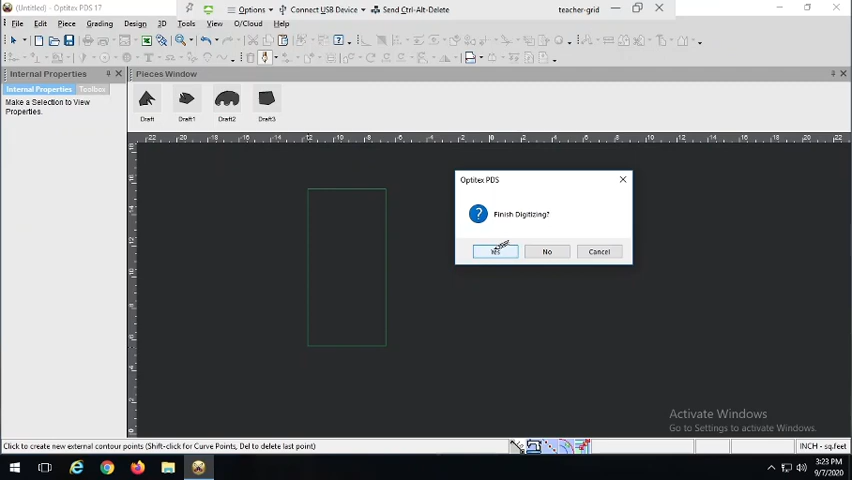 (Untitled) - Optitex PDS 17
Options
Connect USB Device
Send Ctrl-Alt-Delete
teacher-grid
File Edit Piece Grading Design 3D Tools View O/Cloud Help
Internal Properties
Pieces Window
Internal Properties Toolbox
Make a Selection to View
Properties.
Draft Draft1 Draft2 Draft3
Optitex PDS
Finish Digitizing?
Yes No Cancel
Activate Windows
Go to Settings to activate Windows.
Click to create new external contour points (Shift-click for Curve Points, Del to delete last point)
INCH - sq.feet
3:23 PM
9/7/2020